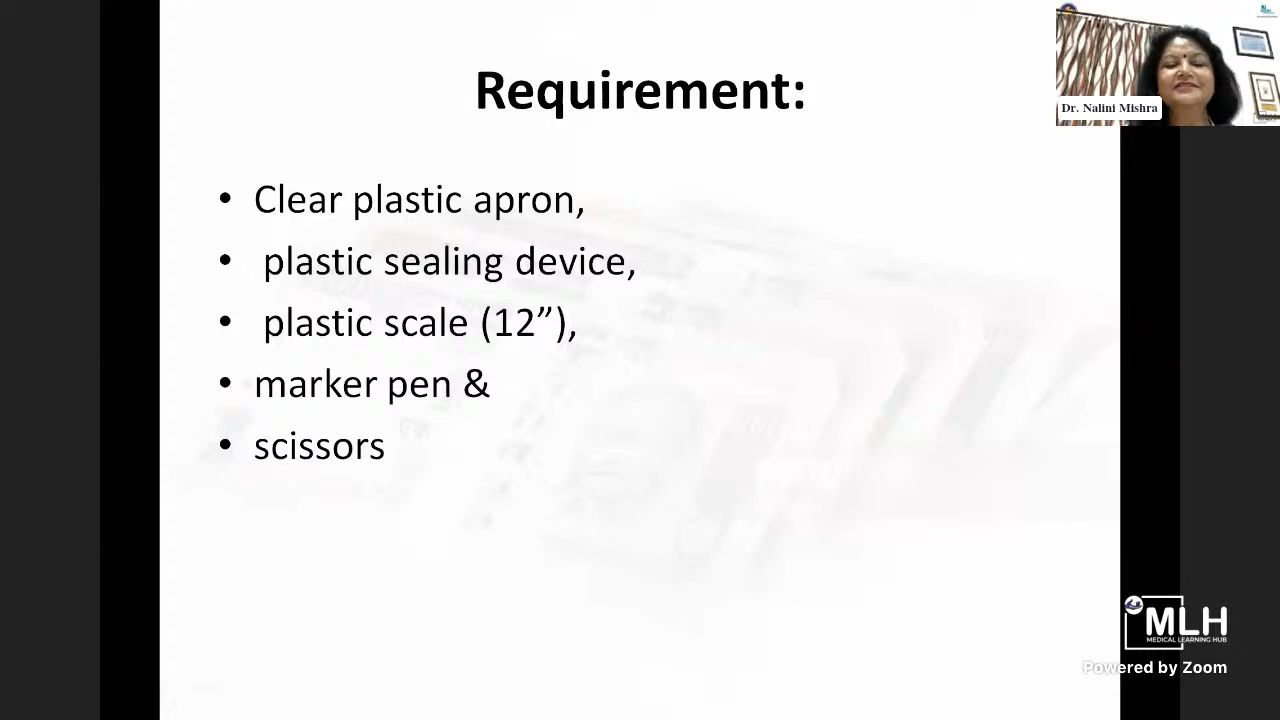 Requirement:
• Clear plastic apron,
• plastic sealing device,
• plastic scale (12”),
• marker pen &
• scissors
Dr. Nalini Mishra
MLH
MEDICAL LEARNING HUB
Powered by Zoom